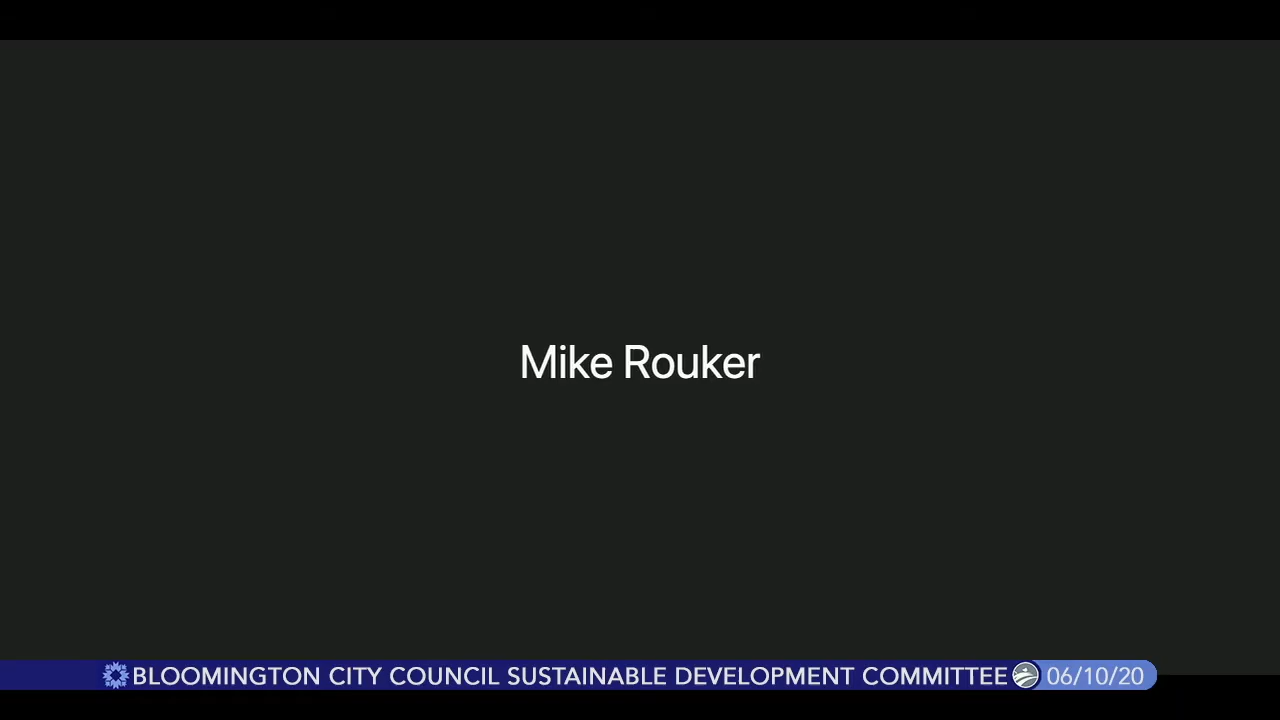 Mike Rouker
BLOOMINGTON CITY COUNCIL SUSTAINABLE DEVELOPMENT COMMITTEE 06/10/20